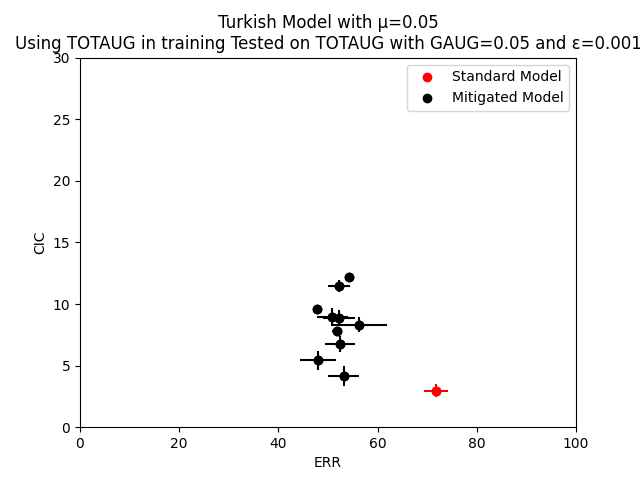 Turkish Model with μ=0.05
Using TOTAUG in training Tested on TOTAUG with GAUG=0.05 and ε=0.001
Standard Model
Mitigated Model
CIC
30
25
20
15
10
5
0
0 20 40 60 80 100
ERR